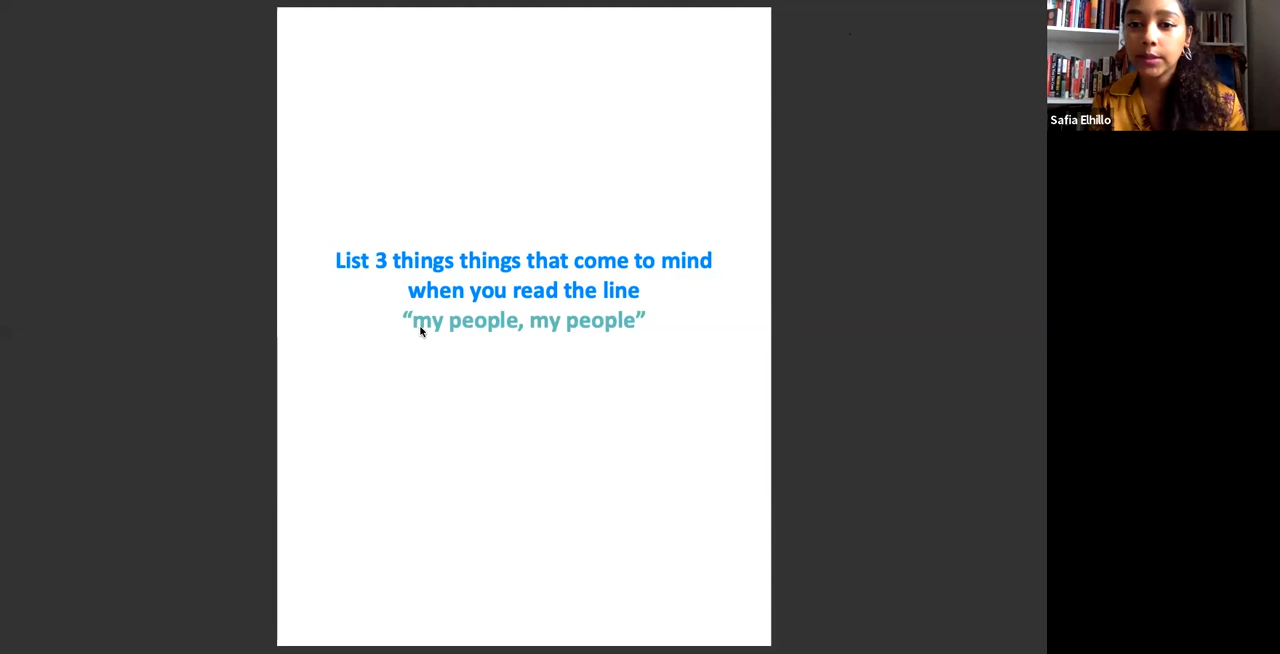 List 3 things things that come to mind
when you read the line
“my people, my people”
Safia Elhillo